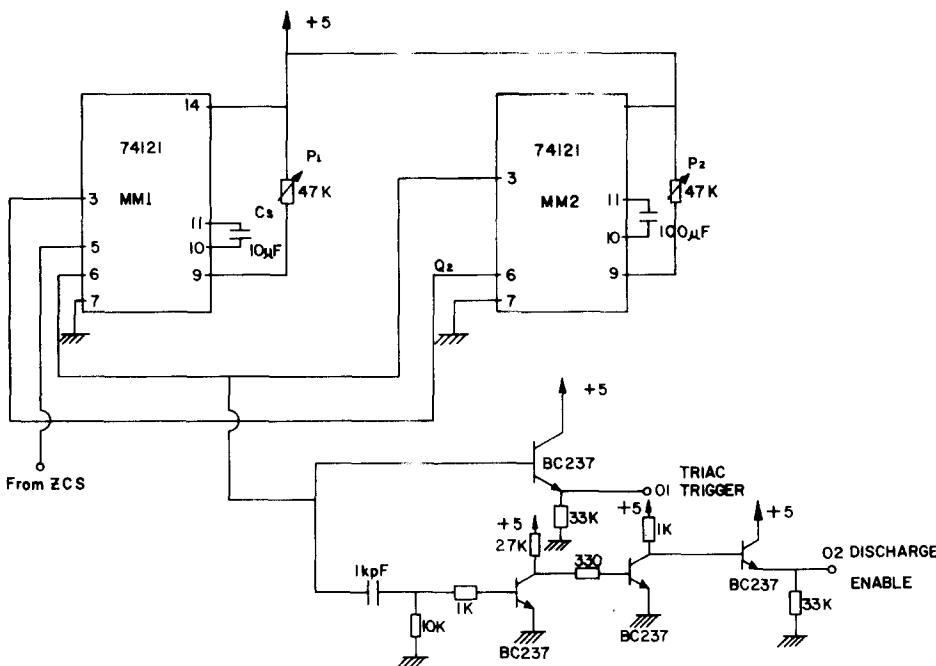 +5
14
74121
MM1
3
5
6
7
11
10
9
P1
47K
Cs
10μF
74121
MM2
3
Q2
6
7
11
10
9
P2
47K
100μF
From ZCS
+5
BC237
TRIAC
TRIGGER
O1
33K
+5
27K
330
+5
1K
+5
1kpF
1K
10K
BC237
BC237
BC237
O2 DISCHARGE
ENABLE
33K